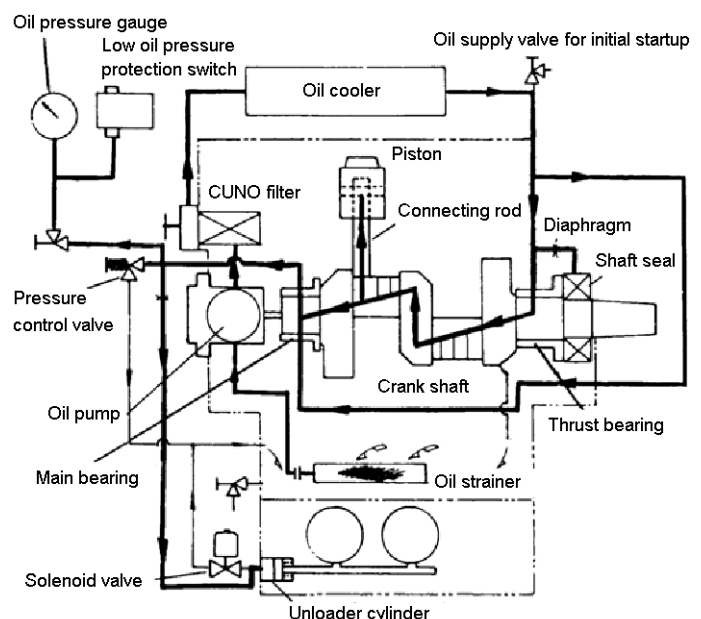 Oil pressure gauge
Low oil pressure
protection switch
Oil supply valve for initial startup
Oil cooler
Piston
CUNO filter
Connecting rod
Diaphragm
Shaft seal
Pressure
control valve
Crank shaft
Oil pump
Thrust bearing
Main bearing
Oil strainer
Solenoid valve
Unloader cylinder